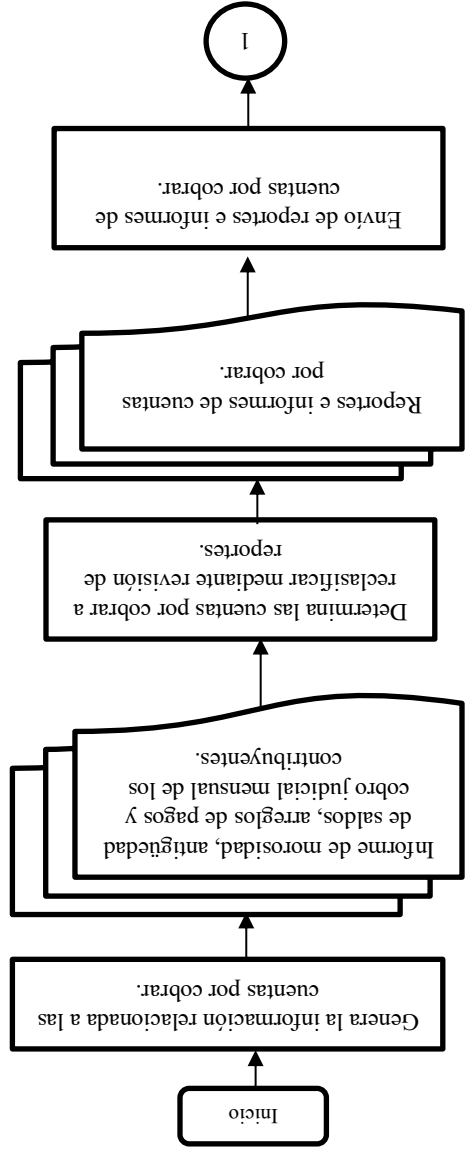 Inicio
Genera la información relacionada a las
cuentas por cobrar.
Informe de morosidad, antigüedad
de saldos, arreglos de pagos y
cobro judicial mensual de los
contribuyentes.
Determina las cuentas por cobrar a
reclasificar mediante revisión de
reportes.
Reportes e informes de cuentas
por cobrar.
Envío de reportes e informes de
cuentas por cobrar.
1